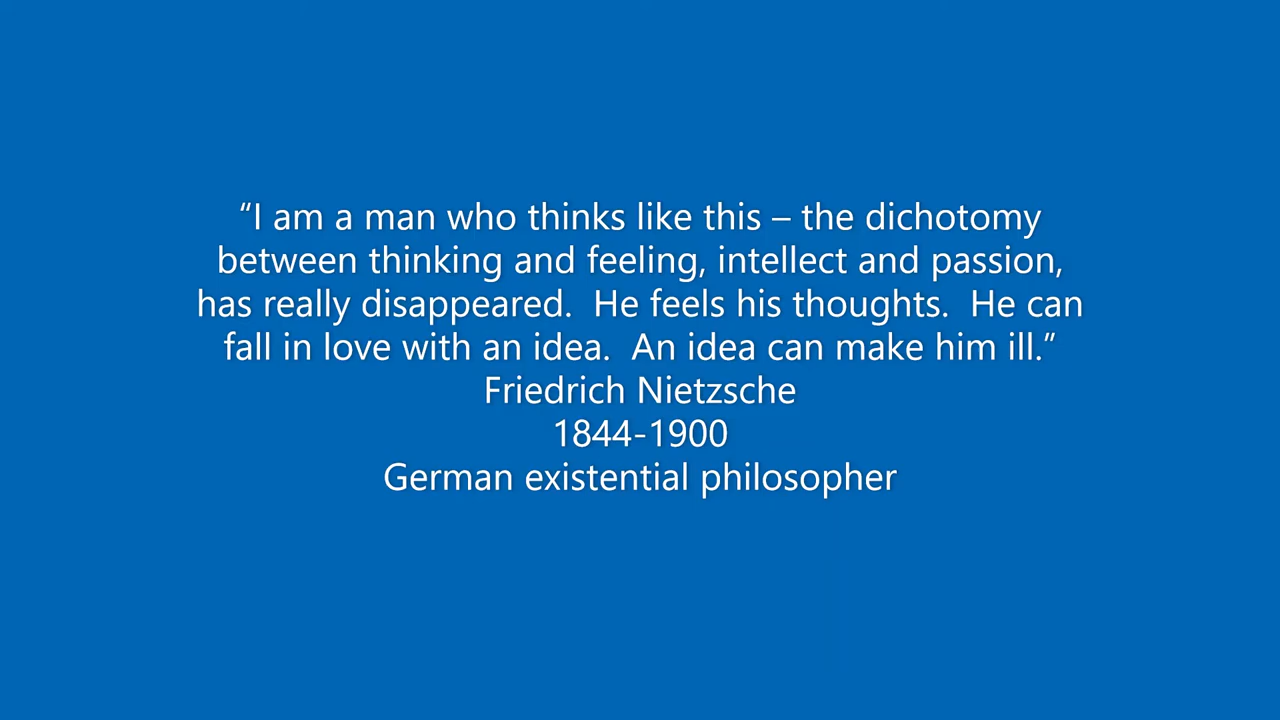 “I am a man who thinks like this – the dichotomy
between thinking and feeling, intellect and passion,
has really disappeared.  He feels his thoughts.  He can
fall in love with an idea.  An idea can make him ill.”
Friedrich Nietzsche
1844-1900
German existential philosopher